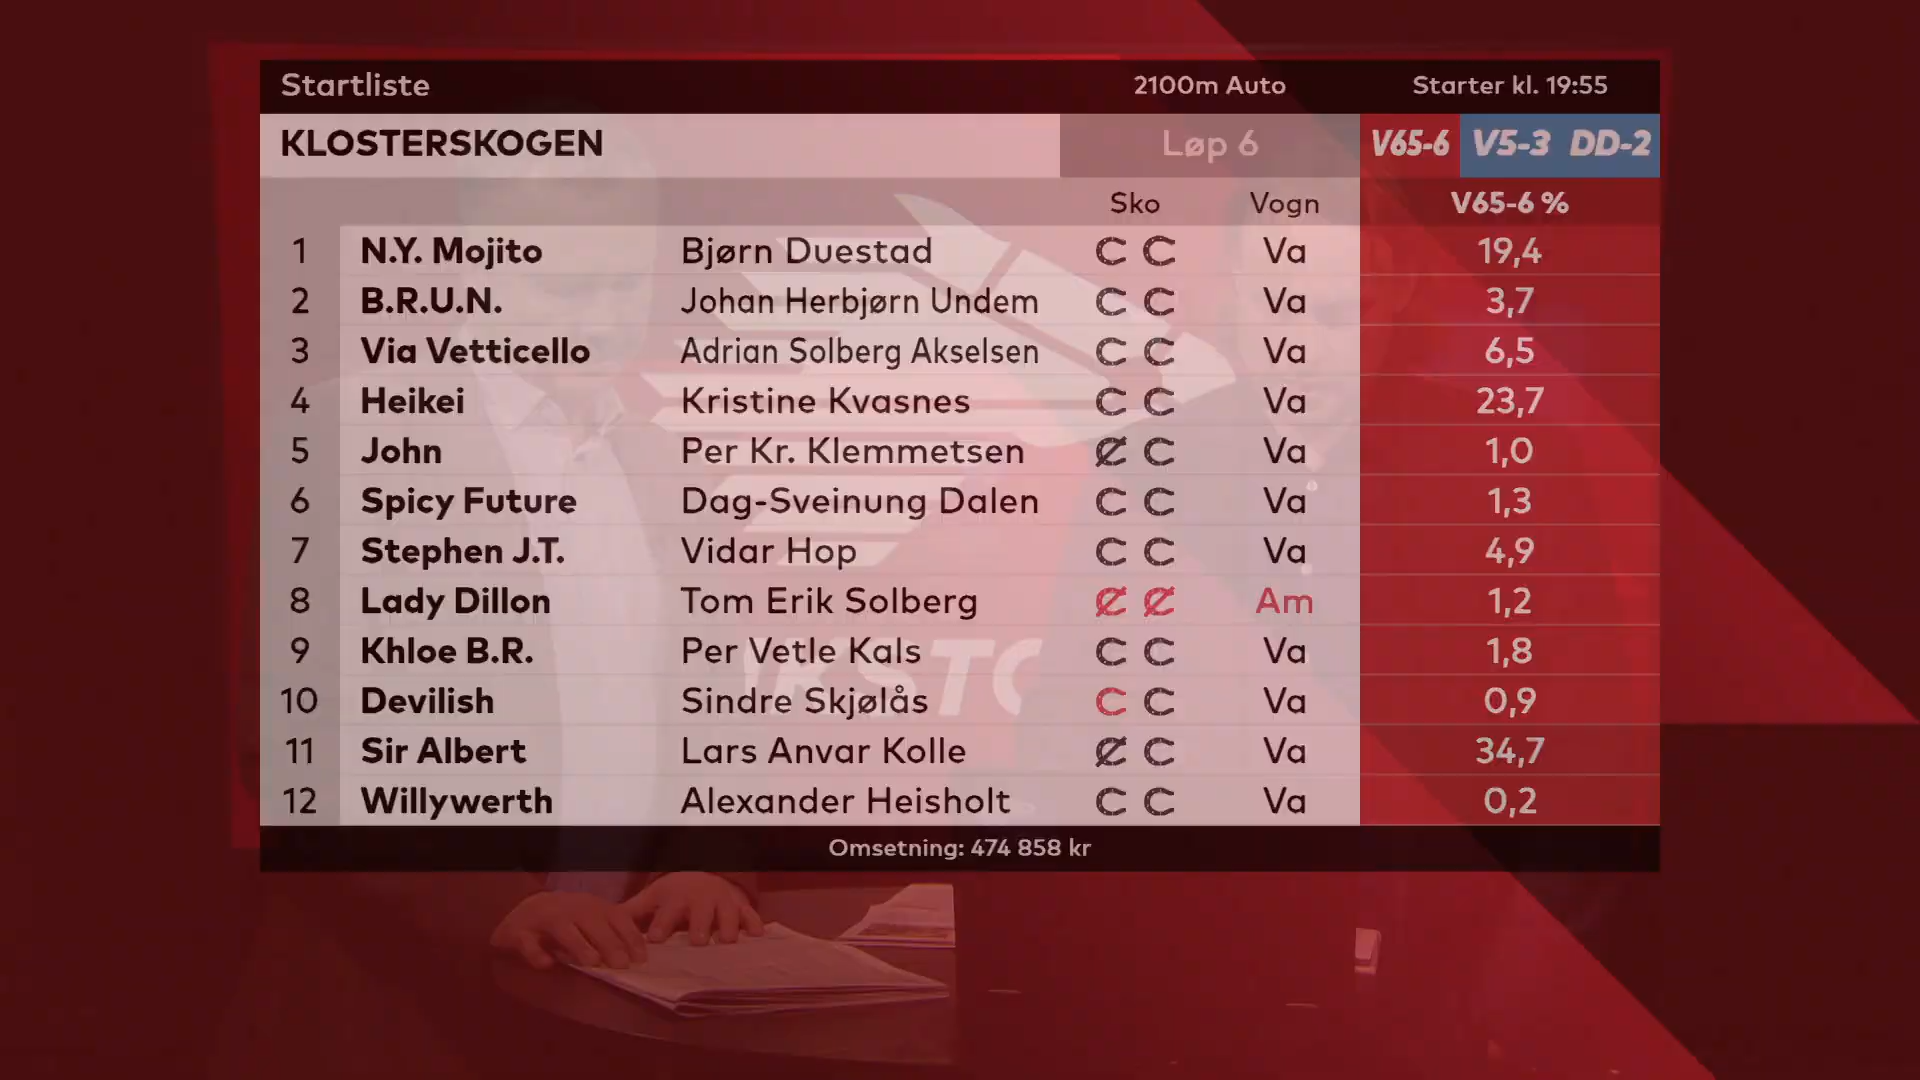 Startliste 2100m Auto Starter kl. 19:55
KLOSTERSKOGEN Løp 6 V65-6 V5-3 DD-2
Sko Vogn V65-6 %
1 N.Y. Mojito Bjørn Duestad Va 19,4
2 B.R.U.N. Johan Herbjørn Undem Va 3,7
3 Via Vetticello Adrian Solberg Akselsen Va 6,5
4 Heikei Kristine Kvasnes Va 23,7
5 John Per Kr. Klemmetsen Va 1,0
6 Spicy Future Dag-Sveinung Dalen Va 1,3
7 Stephen J.T. Vidar Hop Va 4,9
8 Lady Dillon Tom Erik Solberg Am 1,2
9 Khloe B.R. Per Vetle Kals Va 1,8
10 Devilish Sindre Skjølås Va 0,9
11 Sir Albert Lars Anvar Kolle Va 34,7
12 Willywerth Alexander Heisholt Va 0,2
Omsetning: 474 858 kr